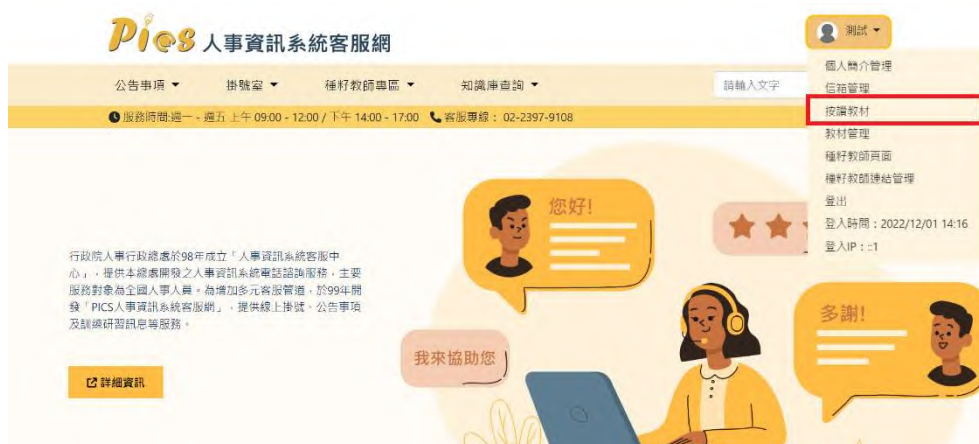 Pics 人事資訊系統客服網
測試
公告事項
掛號室
種籽教師專區
知識庫查詢
請輸入文字
服務時間:週一 - 週五 上午 09:00 - 12:00 / 下午 14:00 - 17:00
客服專線： 02-2397-9108
個人簡介管理
信箱管理
按讚教材
教材管理
種籽教師頁面
種籽教師連結管理
登出
登入時間：2022/12/01 14:16
登入IP：::1
您好!
行政院人事行政總處於98年成立「人事資訊系統客服中
心」，提供本總處開發之人事資訊系統電話諮詢服務，主要
服務對象為全國人事人員。為增加多元客服管道，於99年開
發「PICS人事資訊系統客服網」，提供線上掛號、公告事項
及訓練研習訊息等服務。
多謝!
我來協助您
詳細資訊